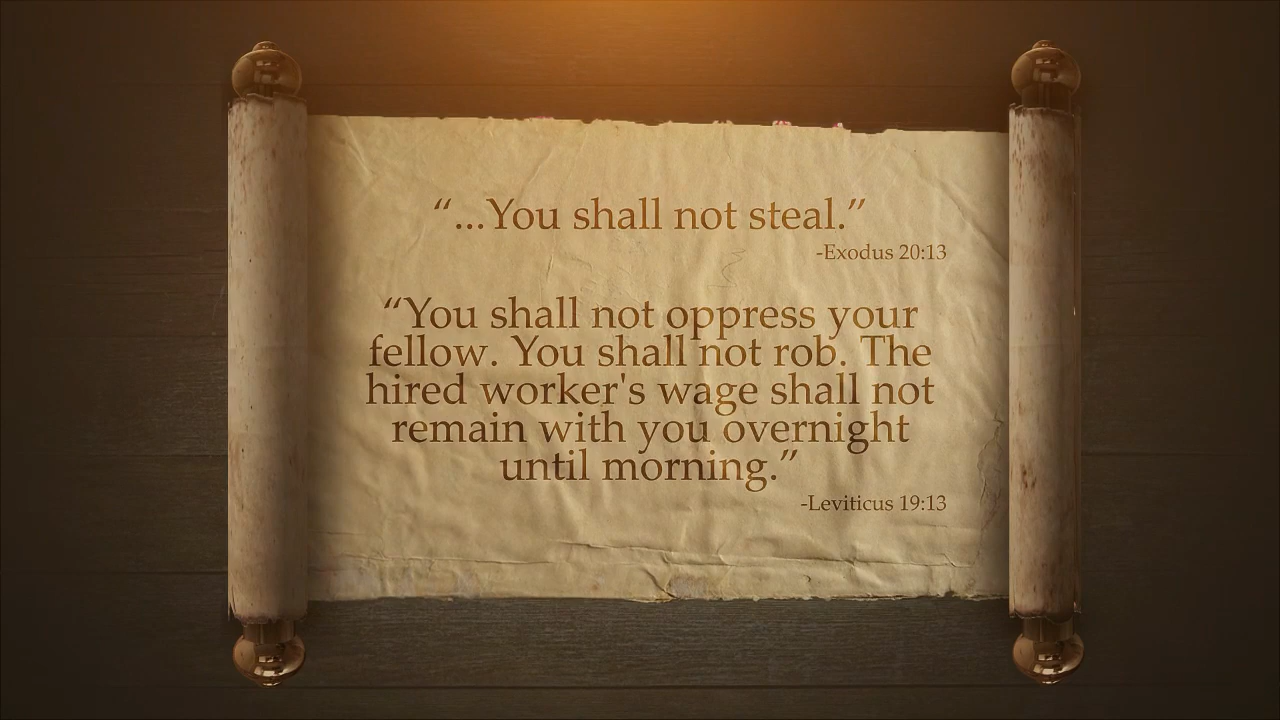 “...You shall not steal.”
-Exodus 20:13
“You shall not oppress your
fellow. You shall not rob. The
hired worker's wage shall not
remain with you overnight
until morning.”
-Leviticus 19:13